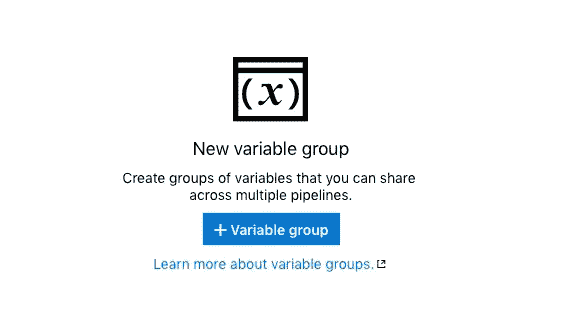 (x)
New variable group
Create groups of variables that you can share
across multiple pipelines.
+ Variable group
Learn more about variable groups.